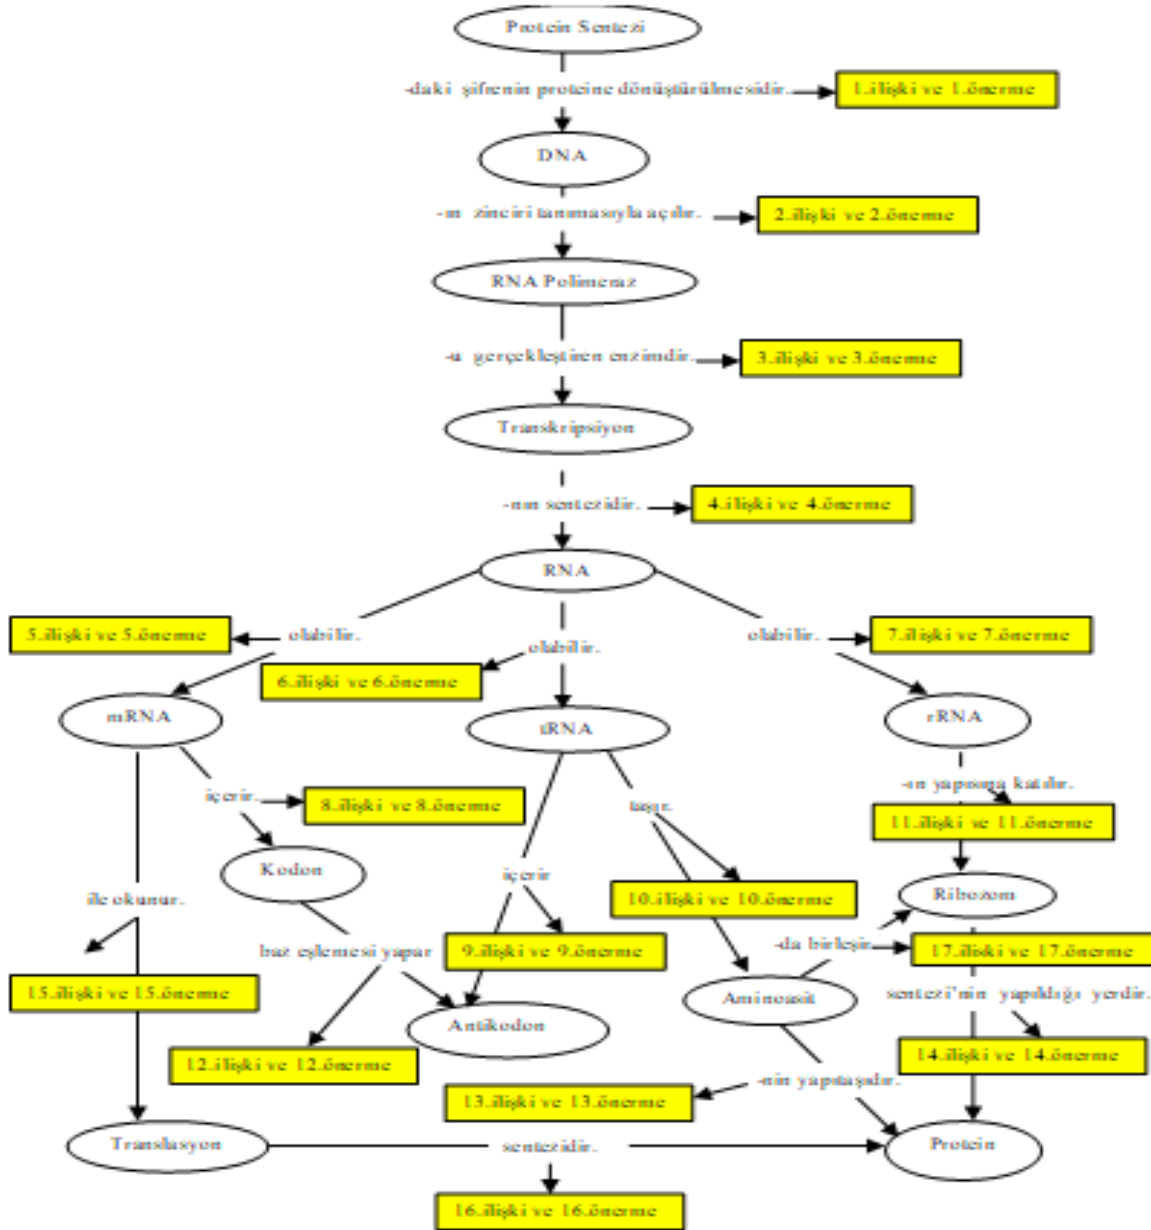 Protein Sentezi
-daki şifrenin proteine dönüştürülmesidir.
1.ilişki ve 1.önerme
DNA
-ın zinciri tanımasıyla açılır.
2.ilişki ve 2.önerme
RNA Polimeraz
-u gerçekleştiren enzimdir.
3.ilişki ve 3.önerme
Transkripsiyon
-nın sentezidir.
4.ilişki ve 4.önerme
RNA
5.ilişki ve 5.önerme
olabilir.
olabilir.
olabilir.
7.ilişki ve 7.önerme
6.ilişki ve 6.önerme
mRNA
tRNA
rRNA
içerir.
8.ilişki ve 8.önerme
taşır.
-ın yapısına katılır.
11.ilişki ve 11.önerme
Kodon
içerir
10.ilişki ve 10.önerme
Ribozom
ile okunur.
baz eşlemesi yapar
9.ilişki ve 9.önerme
-da birleşir
17.ilişki ve 17.önerme
15.ilişki ve 15.önerme
Antikodon
Aminoasit
sentezi'nin yapıldığı yerdir.
12.ilişki ve 12.önerme
14.ilişki ve 14.önerme
13.ilişki ve 13.önerme
-nin yapıtaşıdır.
Translasyon
sentezidir.
Protein
16.ilişki ve 16.önerme